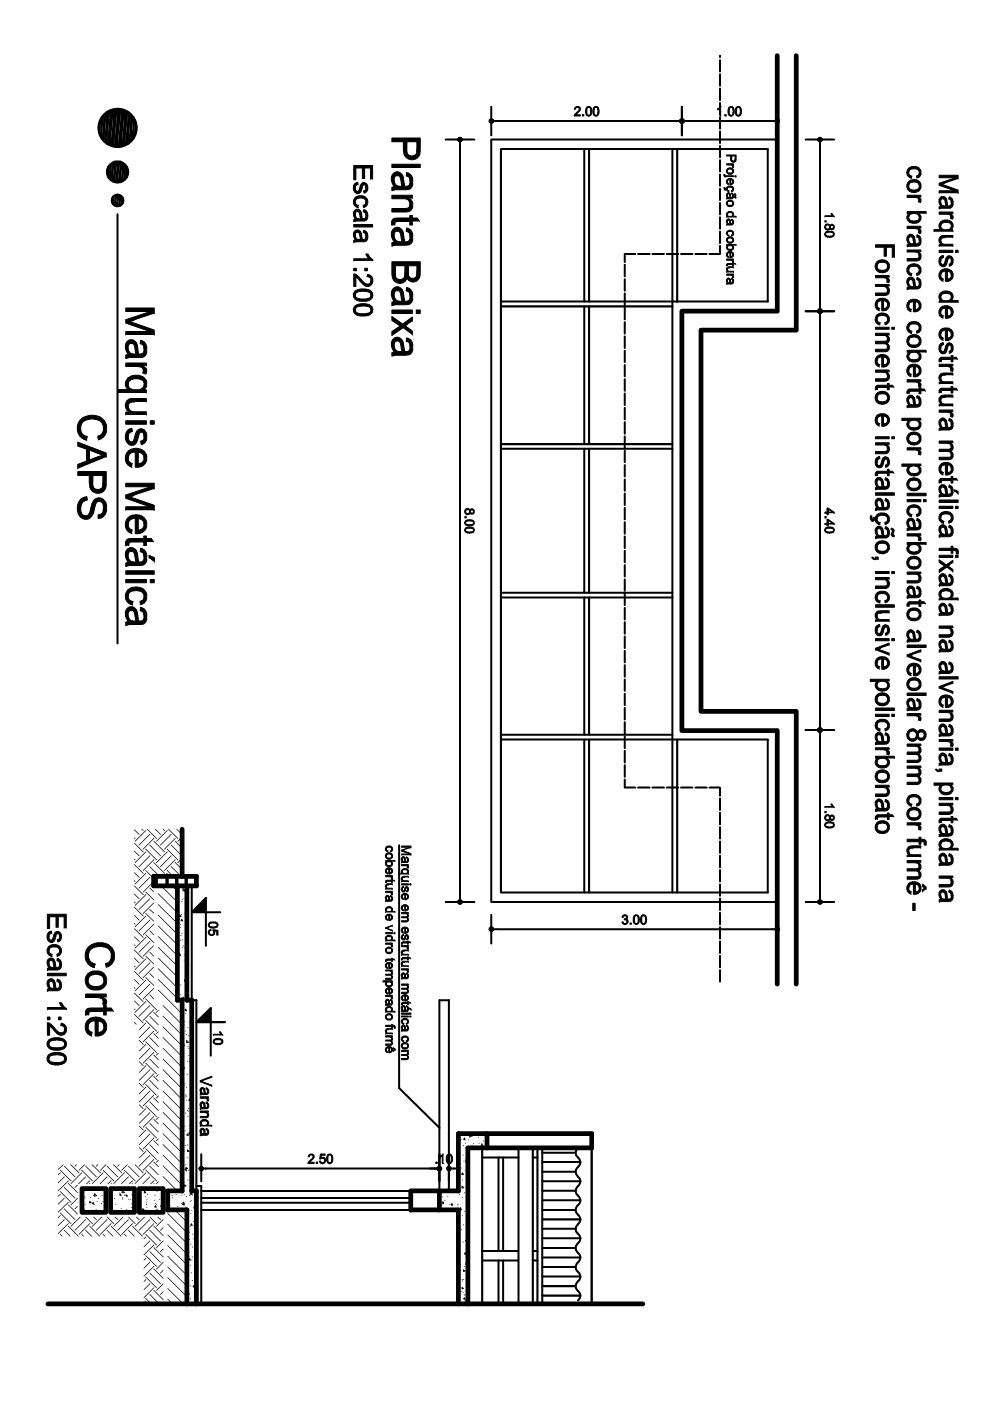 Marquise de estrutura metálica fixada na alvenaria, pintada na
cor branca e coberta por policarbonato alveolar 8mm cor fumê -
Fornecimento e instalação, inclusive policarbonato
1.80
4.40
1.80
1.00
2.00
Projeção da cobertura
3.00
8.00
Planta Baixa
Escala 1:200
Marquise em estrutura metálica com
cobertura de vidro temperado fumê
.10
2.50
05
10
Varanda
Corte
Escala 1:200
Marquise Metálica
CAPS